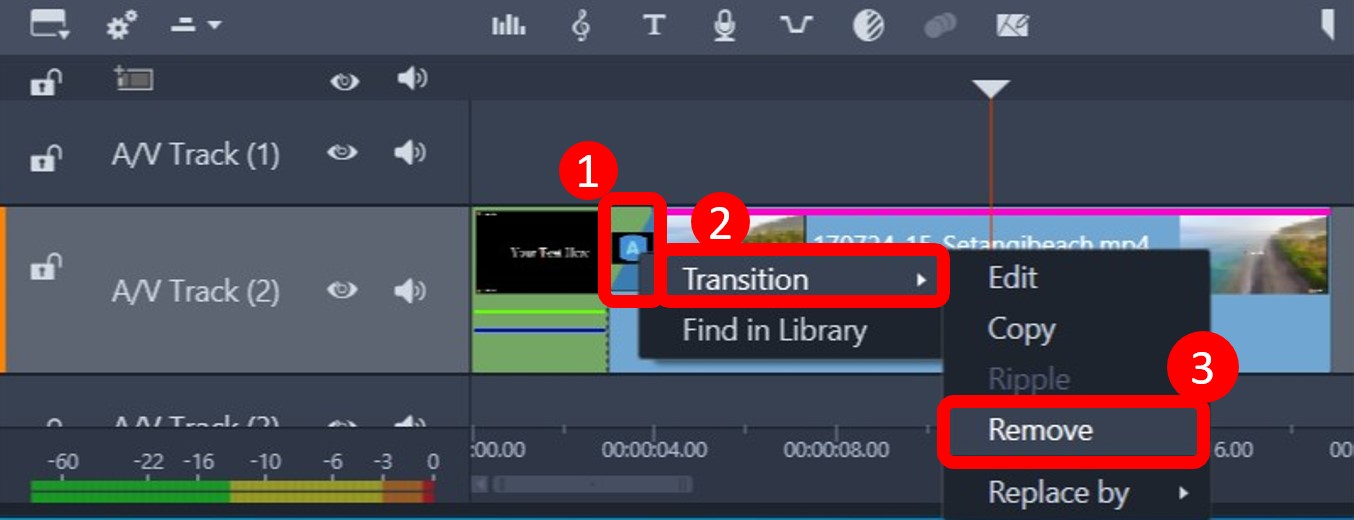 T
A/V Track (1)
1
2
Your Text Here
A
170724_15_Setangibeach.mp4
Transition
Edit
A/V Track (2)
Find in Library
Copy
Ripple
3
Remove
:00.00
00:00:04.00
00:00:08.00
6.00
00
-60
-22
-16
-10
-6
-3
0
Replace by